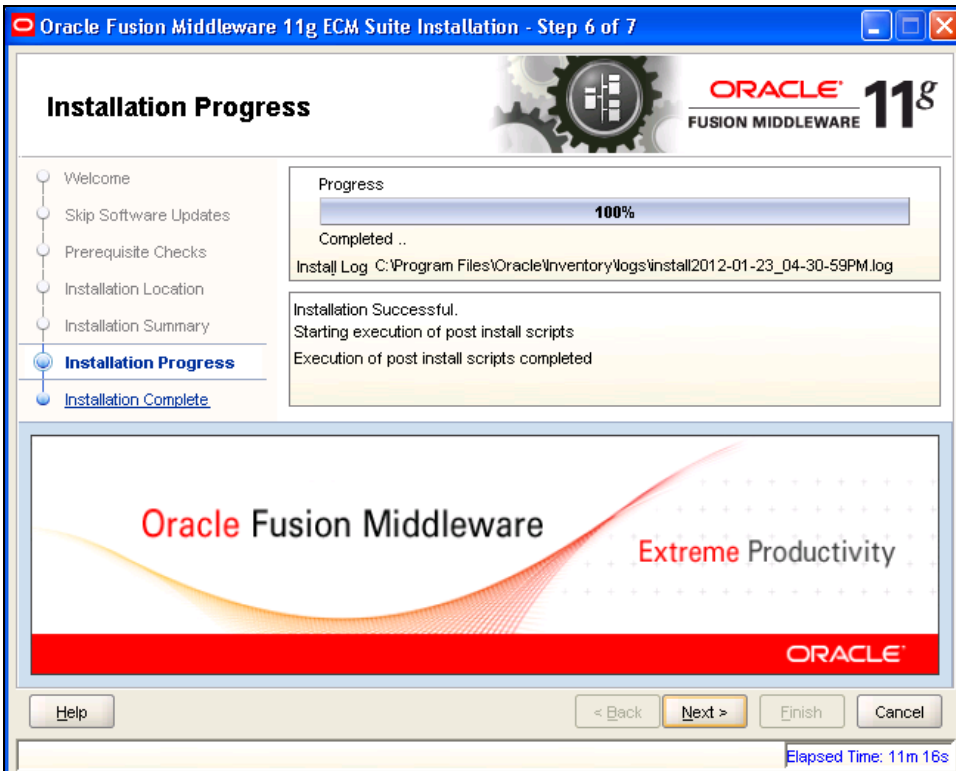 Oracle Fusion Middleware 11g ECM Suite Installation - Step 6 of 7
Installation Progress
ORACLE
FUSION MIDDLEWARE 11g
Welcome
Skip Software Updates
Prerequisite Checks
Installation Location
Installation Summary
Installation Progress
Installation Complete
Progress
100%
Completed ..
Install Log C:\Program Files\Oracle\Inventory\logs\install2012-01-23_04-30-59PM.log
Installation Successful.
Starting execution of post install scripts
Execution of post install scripts completed
Oracle Fusion Middleware
Extreme Productivity
ORACLE
Help
< Back
Next >
Finish
Cancel
Elapsed Time: 11m 16s